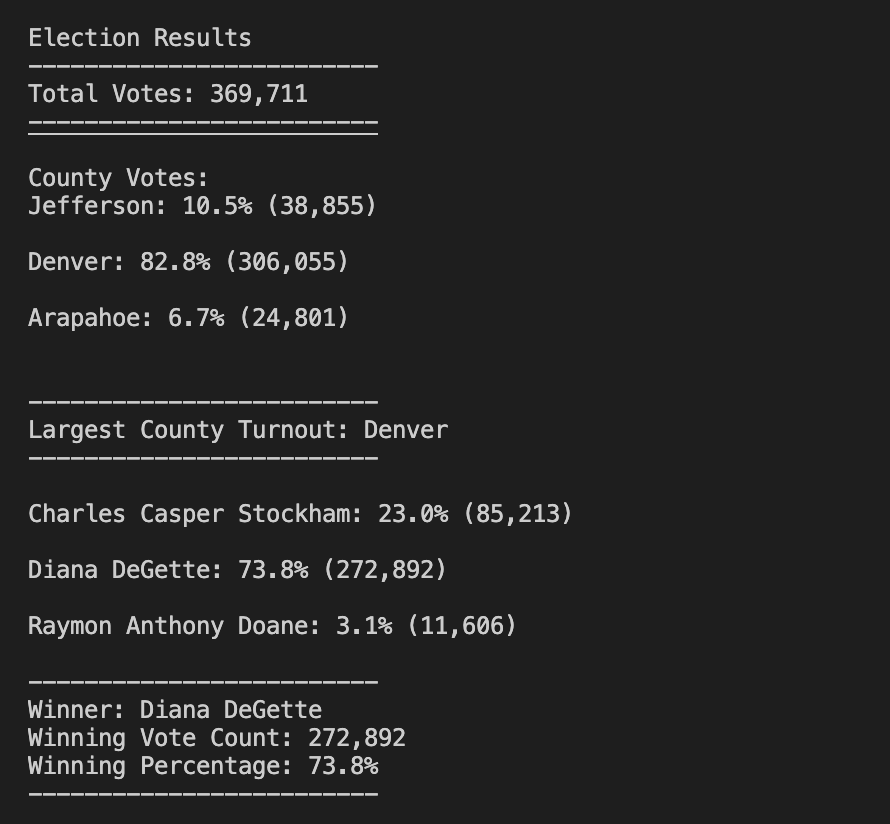 Election Results
-------------------------
Total Votes: 369,711
-------------------------
County Votes:
Jefferson: 10.5% (38,855)
Denver: 82.8% (306,055)
Arapahoe: 6.7% (24,801)
-------------------------
Largest County Turnout: Denver
-------------------------
Charles Casper Stockham: 23.0% (85,213)
Diana DeGette: 73.8% (272,892)
Raymon Anthony Doane: 3.1% (11,606)
-------------------------
Winner: Diana DeGette
Winning Vote Count: 272,892
Winning Percentage: 73.8%
-------------------------